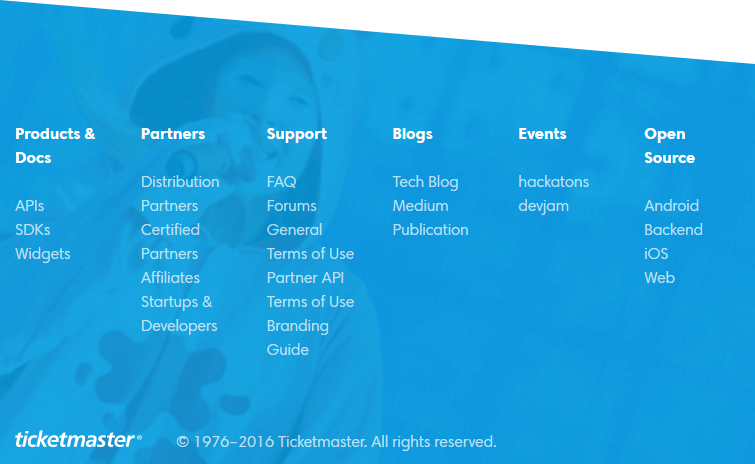 Products &
Docs
APIs
SDKs
Widgets
Partners
Distribution
Partners
Certified
Partners
Affiliates
Startups &
Developers
Support
FAQ
Forums
General
Terms of Use
Partner API
Terms of Use
Branding
Guide
Blogs
Tech Blog
Medium
Publication
Events
hackatons
devjam
Open
Source
Android
Backend
iOS
Web
ticketmaster®
© 1976–2016 Ticketmaster. All rights reserved.